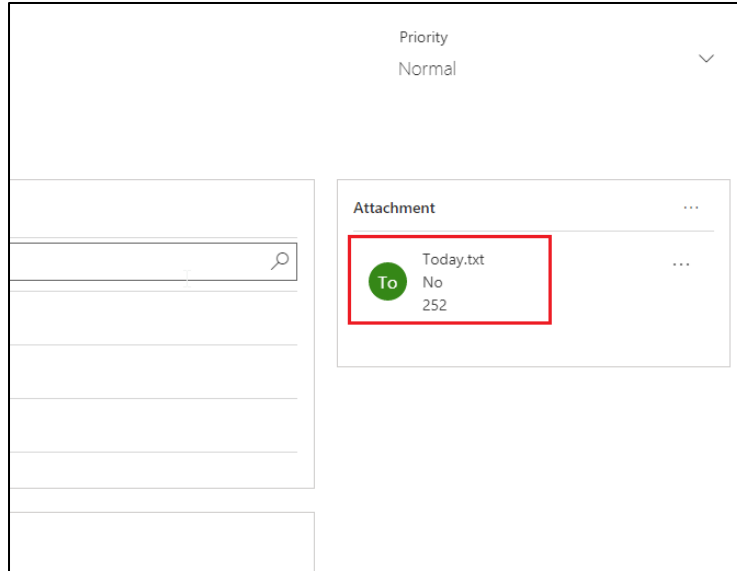 Priority
Normal
Attachment
...
To
Today.txt
...
No
252